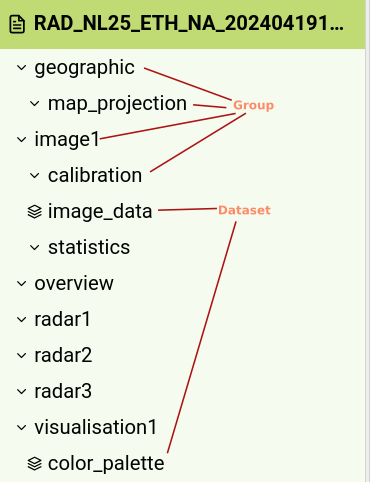 RAD_NL25_ETH_NA_202404191...
geographic
map_projection
Group
image1
calibration
image_data
Dataset
statistics
overview
radar1
radar2
radar3
visualisation1
color_palette